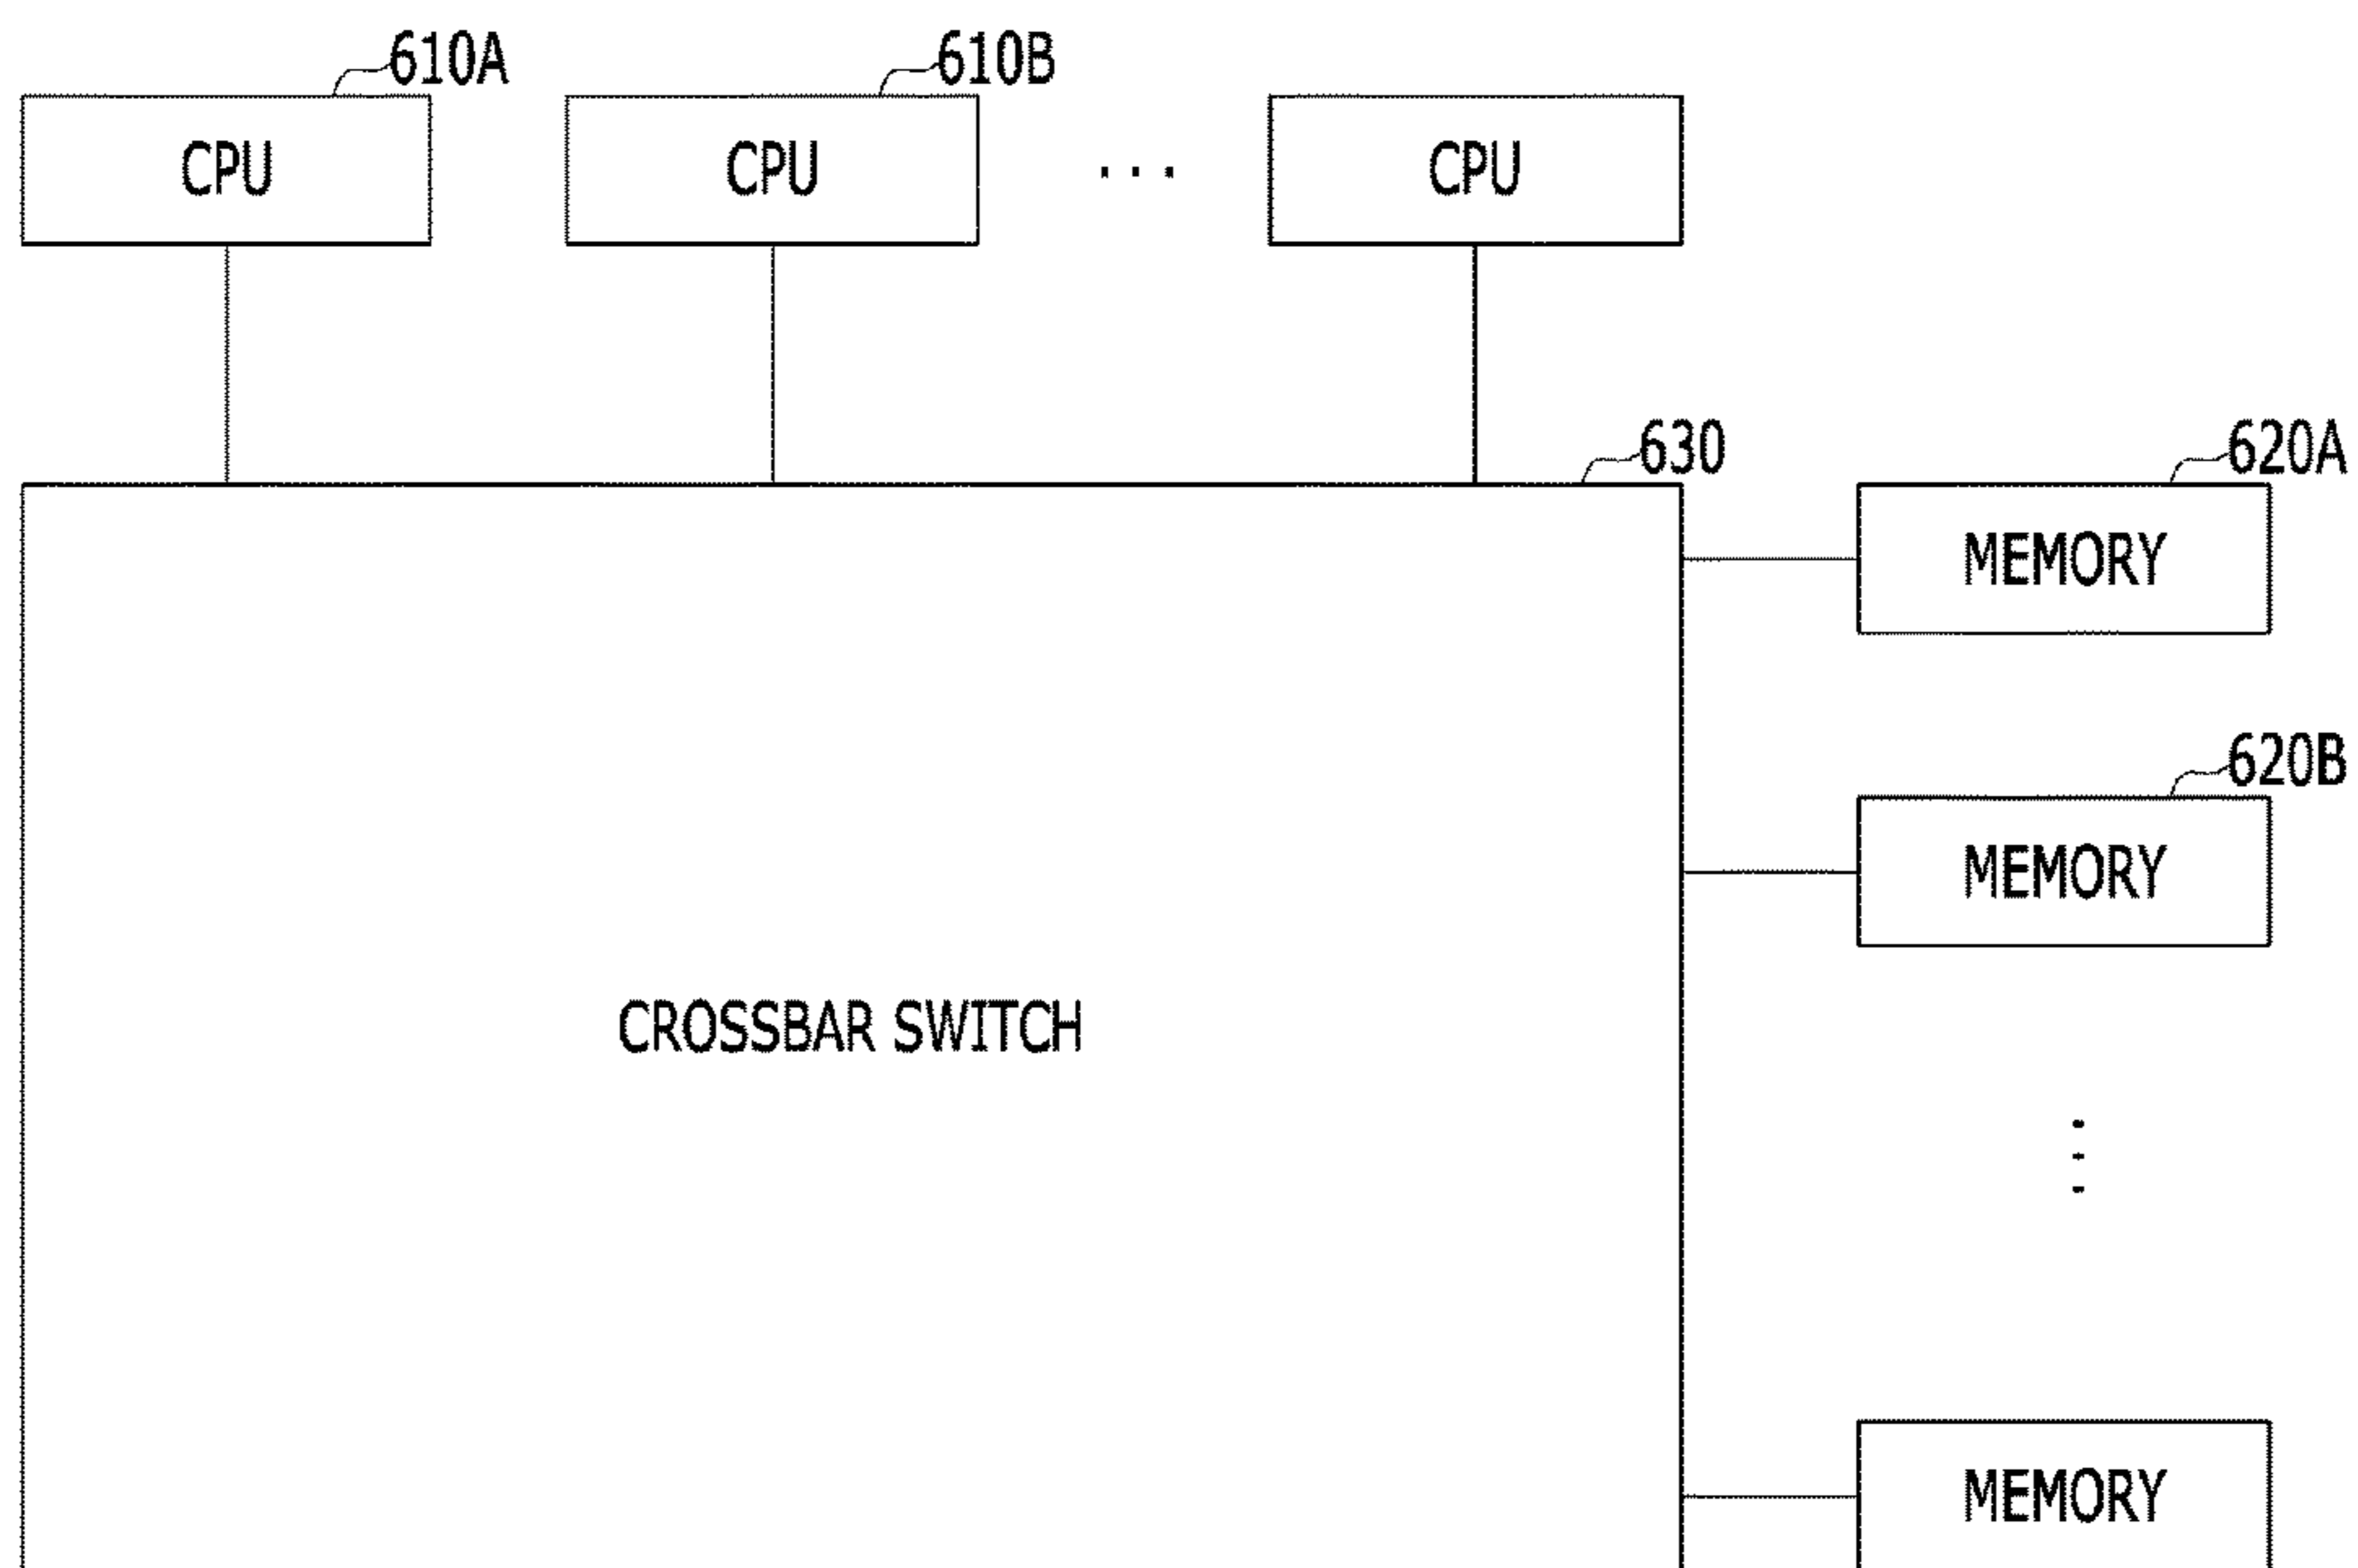 610A
610B
CPU
CPU
...
CPU
630
620A
MEMORY
620B
MEMORY
CROSSBAR SWITCH
MEMORY